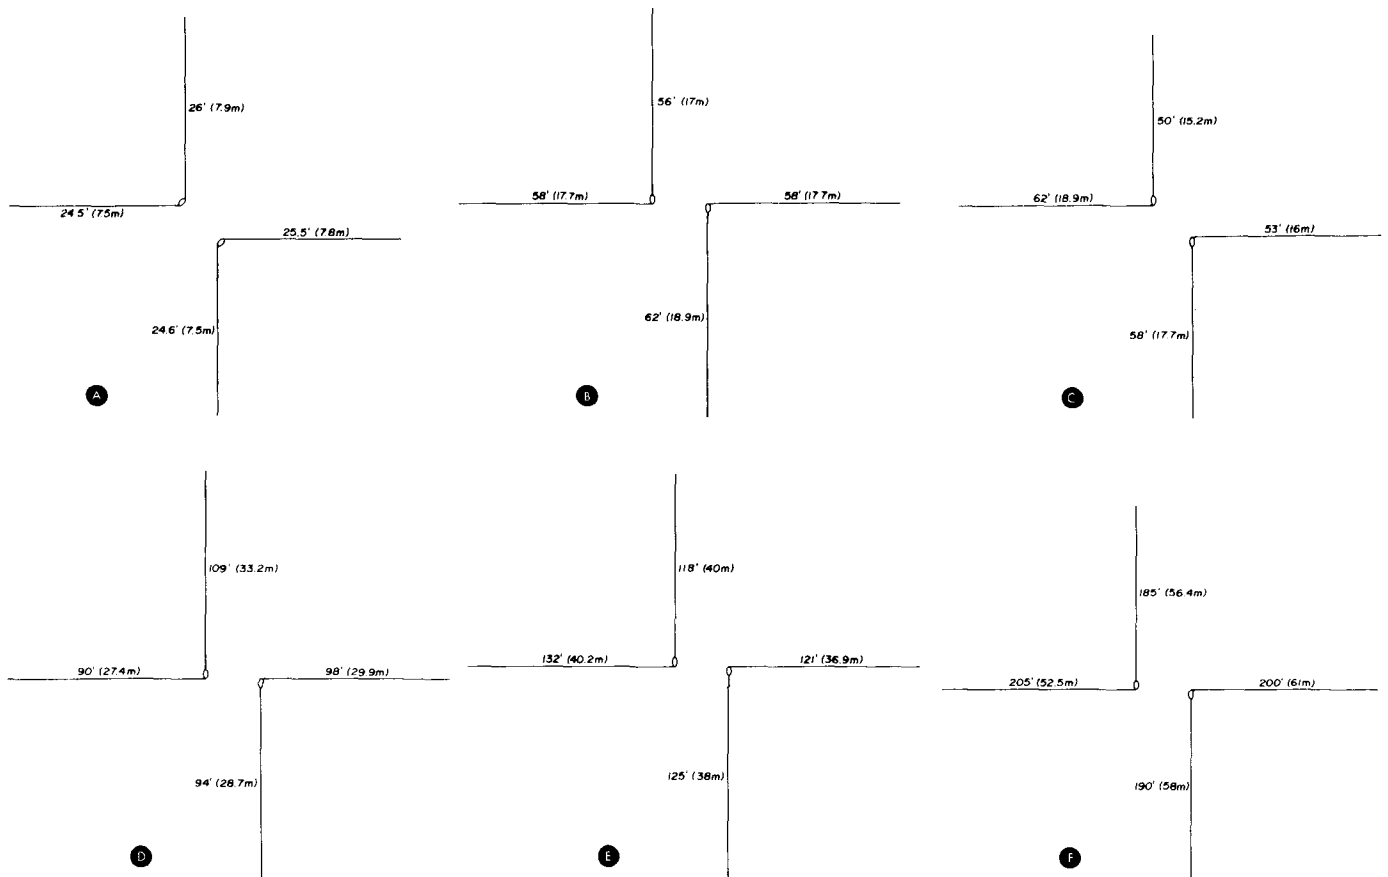 26' (7.9m)
24.5' (7.5m)
25.5' (7.8m)
24.6' (7.5m)
A
56' (17m)
58' (17.7m)
58' (17.7m)
62' (18.9m)
B
50' (15.2m)
62' (18.9m)
53' (16m)
58' (17.7m)
C
109' (33.2m)
90' (27.4m)
98' (29.9m)
94' (28.7m)
D
118' (40m)
132' (40.2m)
121' (36.9m)
125' (38m)
E
185' (56.4m)
205' (52.5m)
200' (61m)
190' (58m)
F